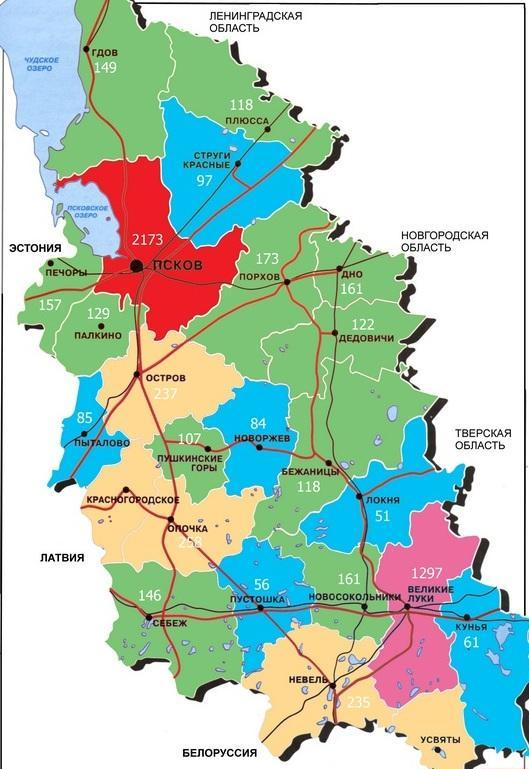 ЛЕНИНГРАДСКАЯ
ОБЛАСТЬ
ЧУДСКОЕ
ОЗЕРО
ГДОВ
149
118
ПЛЮССА
СТРУГИ
КРАСНЫЕ
97
ПСКОВСКОЕ
ОЗЕРО
2173
ПСКОВ
ЭСТОНИЯ
ПЕЧОРЫ
157
129
ПАЛКИНО
173
ПОРХОВ
ДНО
161
НОВГОРОДСКАЯ
ОБЛАСТЬ
122
ДЕДОВИЧИ
ОСТРОВ
237
85
ПЫТАЛОВО
107
ПУШКИНСКИЕ
ГОРЫ
84
НОВОРЖЕВ
БЕЖАНИЦЫ
118
ТВЕРСКАЯ
ОБЛАСТЬ
ЛОКНЯ
51
КРАСНОГОРОДСКОЕ
ОПОЧКА
258
ЛАТВИЯ
146
СЕБЕЖ
56
ПУСТОШКА
161
НОВОСОКОЛЬНИКИ
1297
ВЕЛИКИЕ
ЛУКИ
КУНЬЯ
61
НЕВЕЛЬ
235
УСВЯТЫ
БЕЛОРУССИЯ